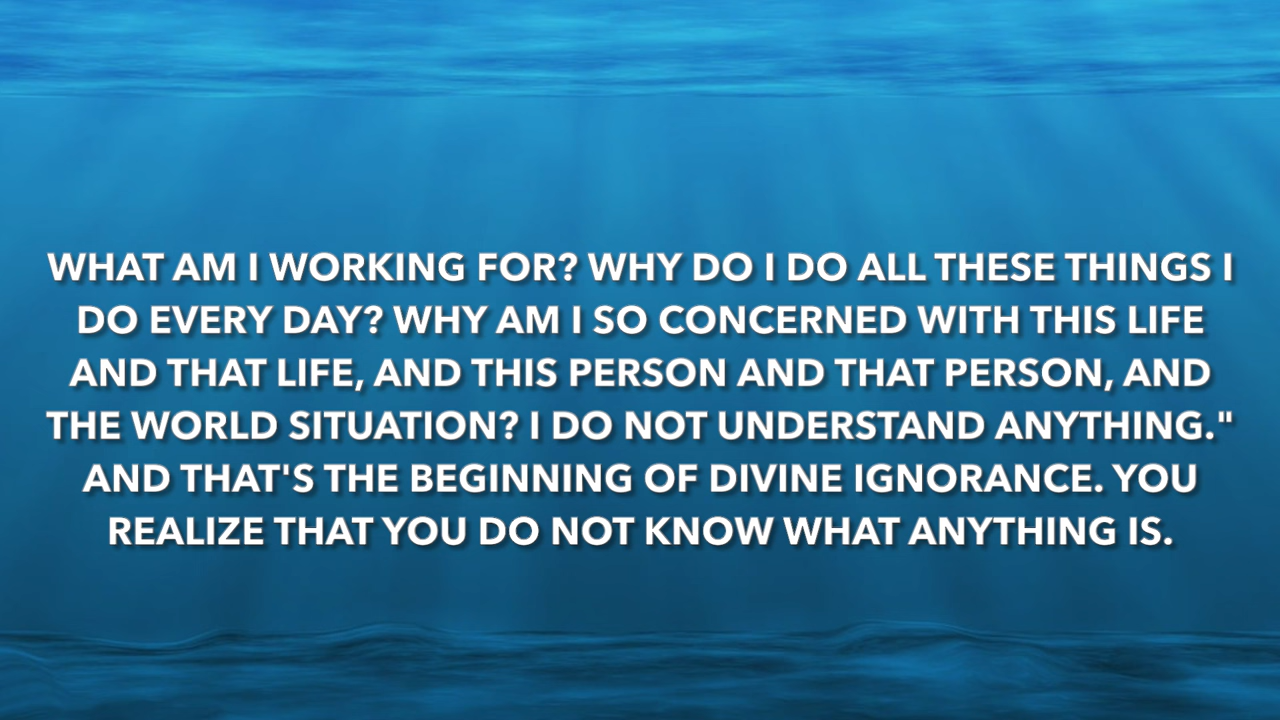 WHAT AM I WORKING FOR? WHY DO I DO ALL THESE THINGS I
DO EVERY DAY? WHY AM I SO CONCERNED WITH THIS LIFE
AND THAT LIFE, AND THIS PERSON AND THAT PERSON, AND
THE WORLD SITUATION? I DO NOT UNDERSTAND ANYTHING."
AND THAT'S THE BEGINNING OF DIVINE IGNORANCE. YOU
REALIZE THAT YOU DO NOT KNOW WHAT ANYTHING IS.